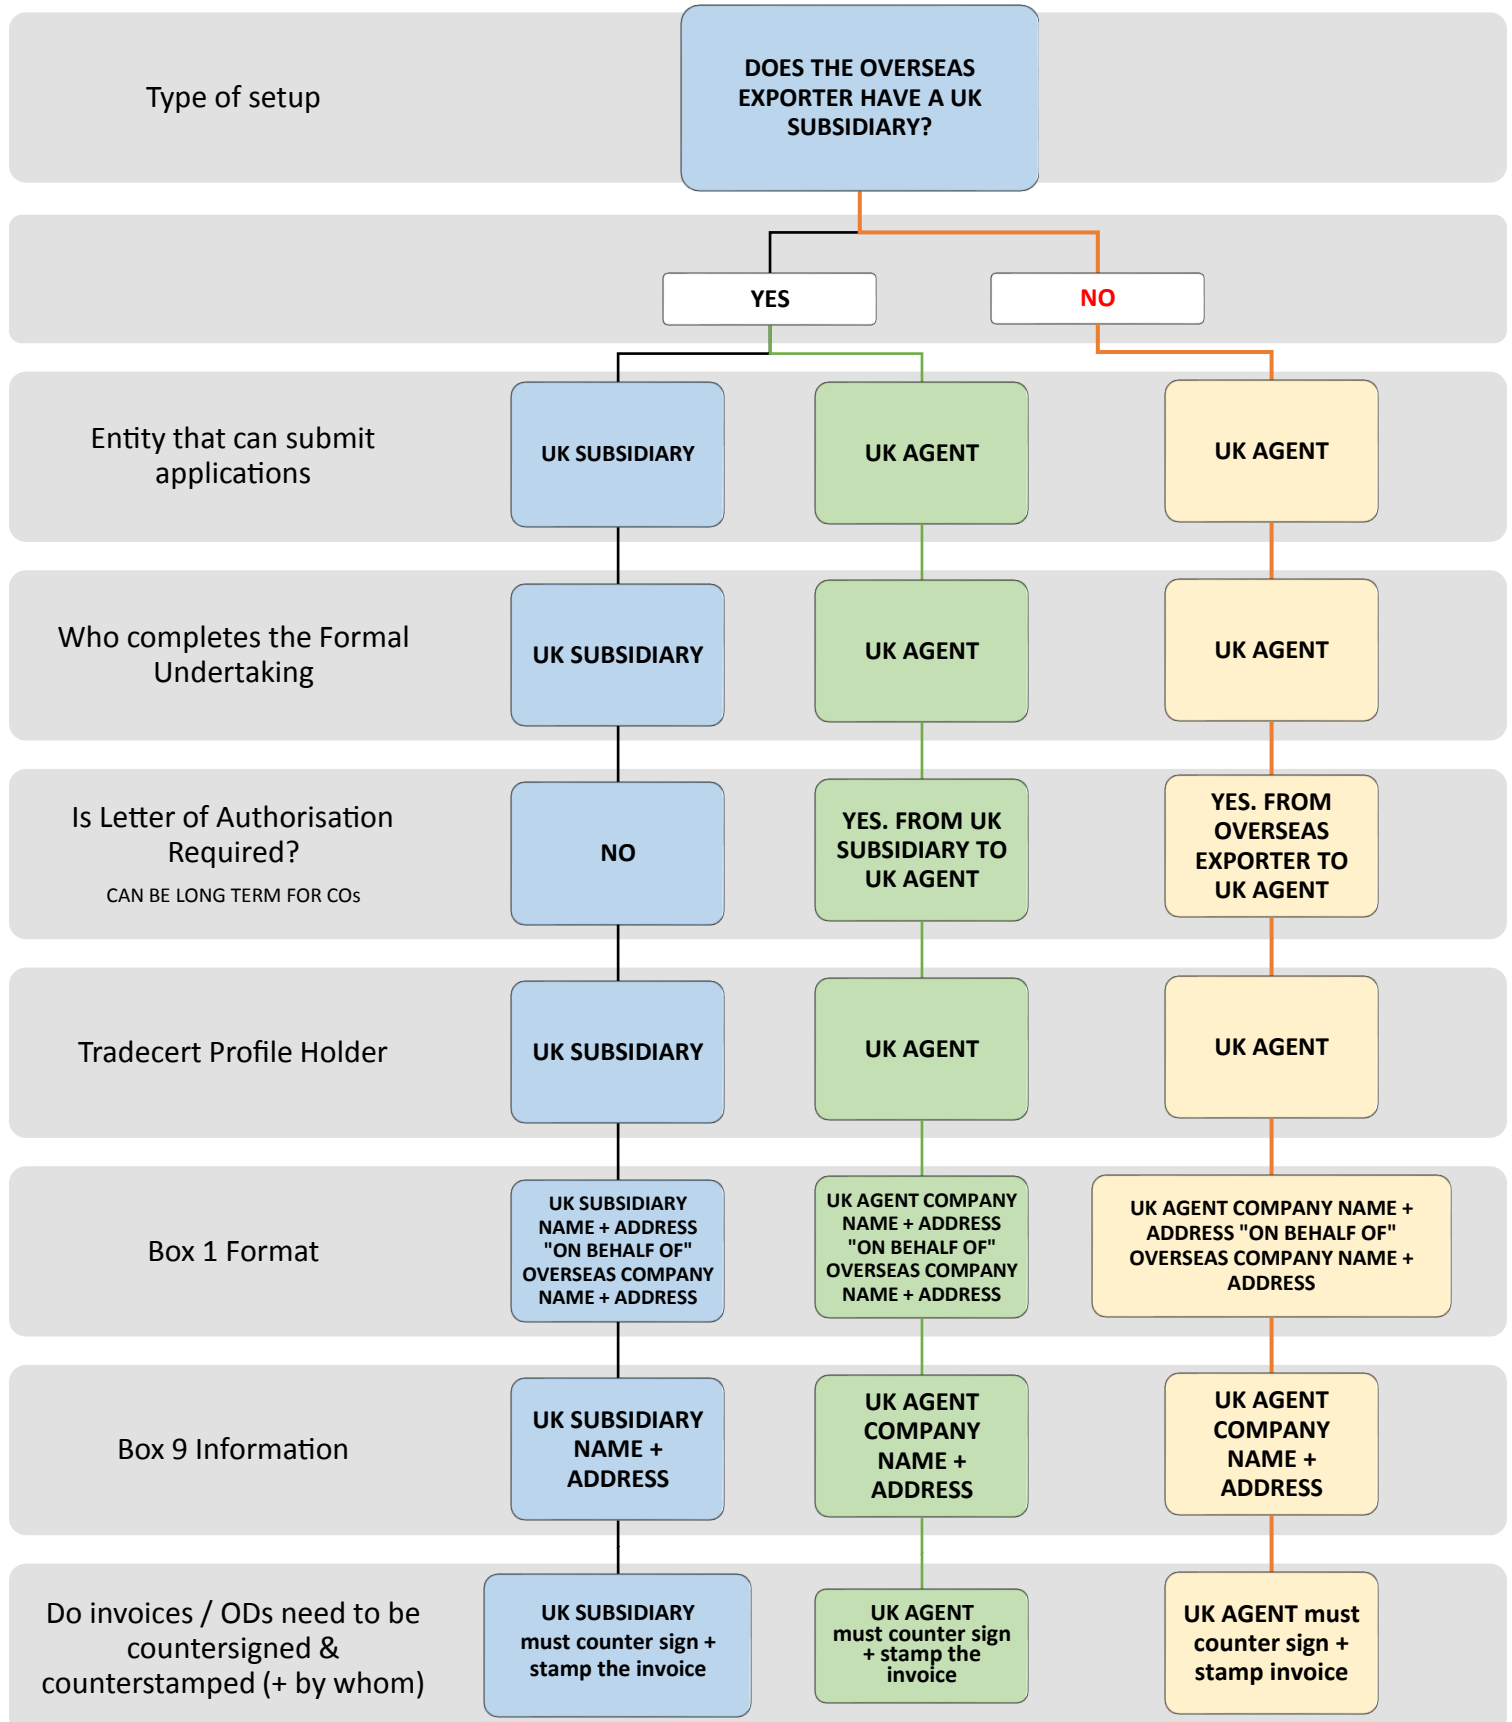 Type of setup
DOES THE OVERSEAS
EXPORTER HAVE A UK
SUBSIDIARY?
YES
NO
Entity that can submit
applications
UK SUBSIDIARY
UK AGENT
UK AGENT
Who completes the Formal
Undertaking
UK SUBSIDIARY
UK AGENT
UK AGENT
Is Letter of Authorisation
Required?
CAN BE LONG TERM FOR COs
NO
YES. FROM UK
SUBSIDIARY TO
UK AGENT
YES. FROM
OVERSEAS
EXPORTER TO
UK AGENT
Tradecert Profile Holder
UK SUBSIDIARY
UK AGENT
UK AGENT
Box 1 Format
UK SUBSIDIARY
NAME + ADDRESS
"ON BEHALF OF"
OVERSEAS COMPANY
NAME + ADDRESS
UK AGENT COMPANY
NAME + ADDRESS
"ON BEHALF OF"
OVERSEAS COMPANY
NAME + ADDRESS
UK AGENT COMPANY NAME +
ADDRESS "ON BEHALF OF"
OVERSEAS COMPANY NAME +
ADDRESS
Box 9 Information
UK SUBSIDIARY
NAME +
ADDRESS
UK AGENT
COMPANY
NAME +
ADDRESS
UK AGENT
COMPANY
NAME +
ADDRESS
Do invoices / ODs need to be
countersigned &
counterstamped (+ by whom)
UK SUBSIDIARY
must counter sign +
stamp the invoice
UK AGENT
must counter sign
+ stamp the
invoice
UK AGENT must
counter sign +
stamp invoice